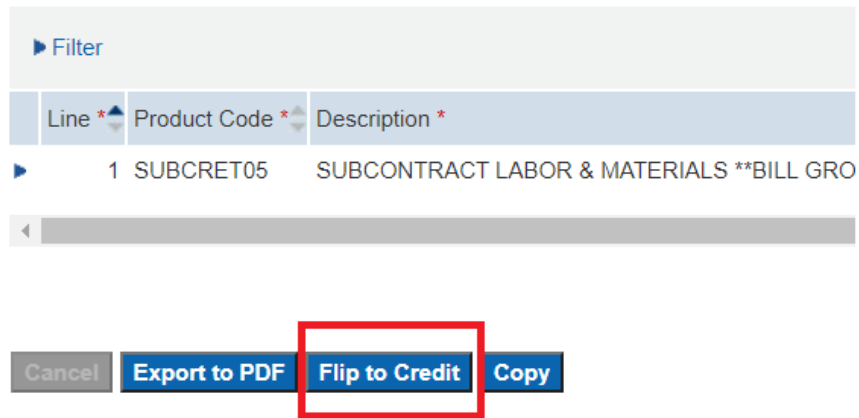 Filter
Line * Product Code * Description *
1 SUBCRET05 SUBCONTRACT LABOR & MATERIALS **BILL GRO
Cancel Export to PDF Flip to Credit Copy